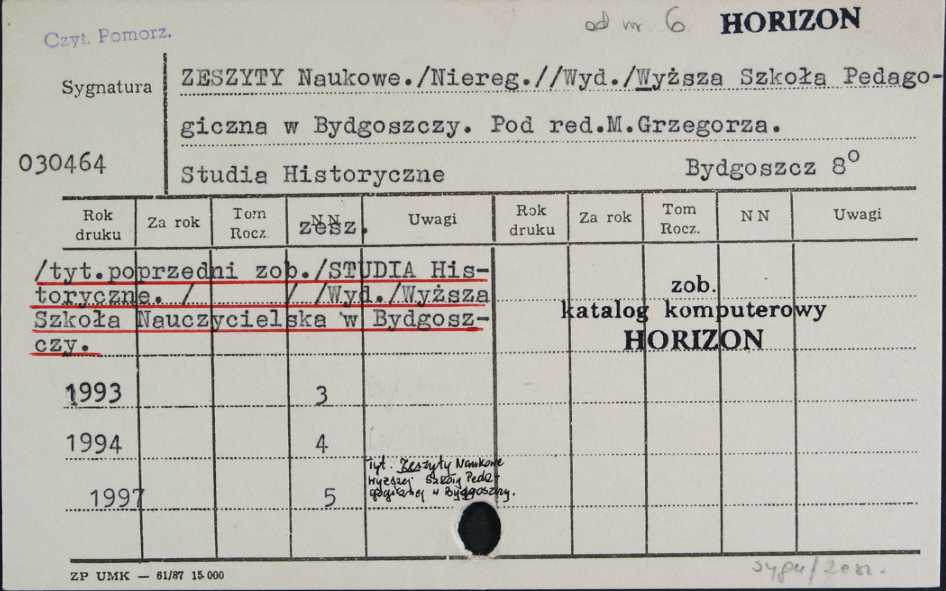 Czyt. Pomorz.
od nr 6 HORIZON
Sygnatura
ZESZYTY Naukowe./Niereg.//Wyd./Wyższa Szkoła Pedago-
giczna w Bydgoszczy. Pod red.M.Grzegorza.
030464
Studia Historyczne Bydgoszcz 8°
Rok druku Za rok Tom Rocz. NN zesz. Uwagi Rok druku Za rok Tom Rocz. NN Uwagi
/tyt.poprzedni zob./STUDIA His-
toryczne. / / /Wyd./Wyższa
Szkoła Nauczycielska w Bydgosz-
czy.
zob.
katalog komputerowy
HORIZON
1993 3
1994 4
1997 5
Tyt. Zeszyty Naukowe
Wyższej Szkoły Peda-
gogicznej w Bydgoszczy.
ZP UMK — 61/87 15 000